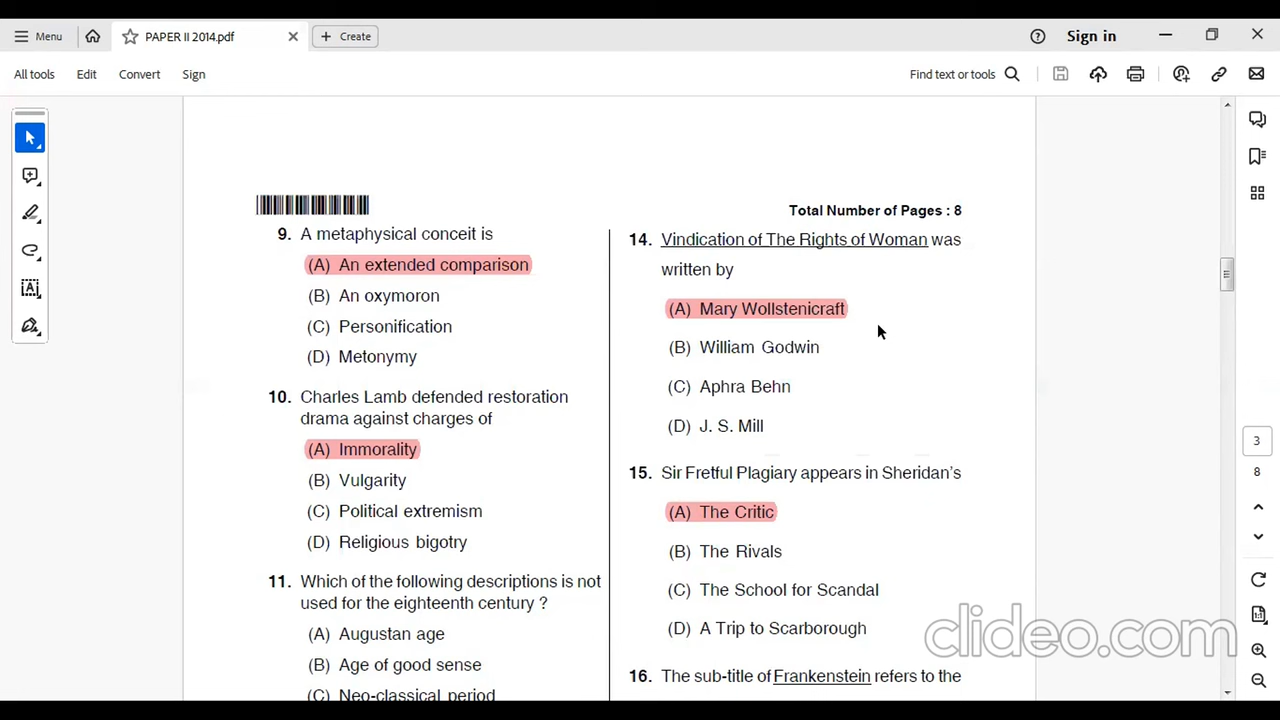 Menu
PAPER II 2014.pdf
Create
Sign in
All tools
Edit
Convert
Sign
Find text or tools
Total Number of Pages : 8
9. A metaphysical conceit is
(A) An extended comparison
(B) An oxymoron
(C) Personification
(D) Metonymy
10. Charles Lamb defended restoration
drama against charges of
(A) Immorality
(B) Vulgarity
(C) Political extremism
(D) Religious bigotry
11. Which of the following descriptions is not
used for the eighteenth century ?
(A) Augustan age
(B) Age of good sense
(C) Neo-classical period
14. Vindication of The Rights of Woman was
written by
(A) Mary Wollstenicraft
(B) William Godwin
(C) Aphra Behn
(D) J. S. Mill
15. Sir Fretful Plagiary appears in Sheridan's
(A) The Critic
(B) The Rivals
(C) The School for Scandal
(D) A Trip to Scarborough
16. The sub-title of Frankenstein refers to the
3
8
1:1
clideo.com